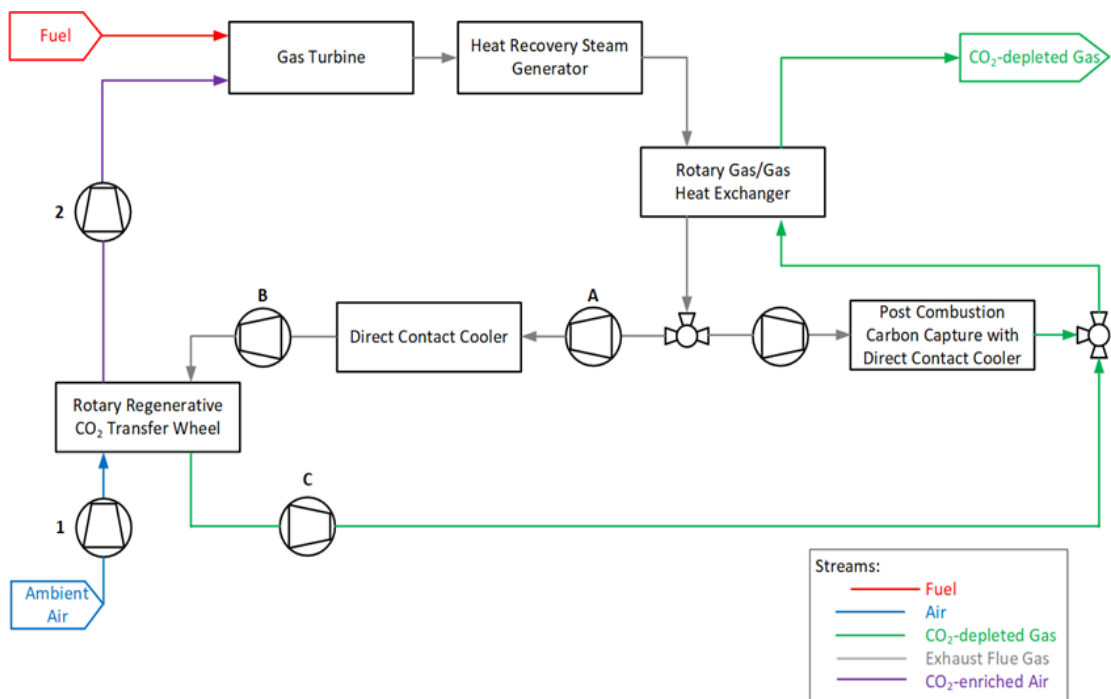 Fuel
Gas Turbine
Heat Recovery Steam
Generator
CO₂-depleted Gas
Rotary Gas/Gas
Heat Exchanger
2
B
A
Direct Contact Cooler
Post Combustion
Carbon Capture with
Direct Contact Cooler
Rotary Regenerative
CO₂ Transfer Wheel
C
1
Ambient
Air
Streams:
Fuel
Air
CO₂-depleted Gas
Exhaust Flue Gas
CO₂-enriched Air